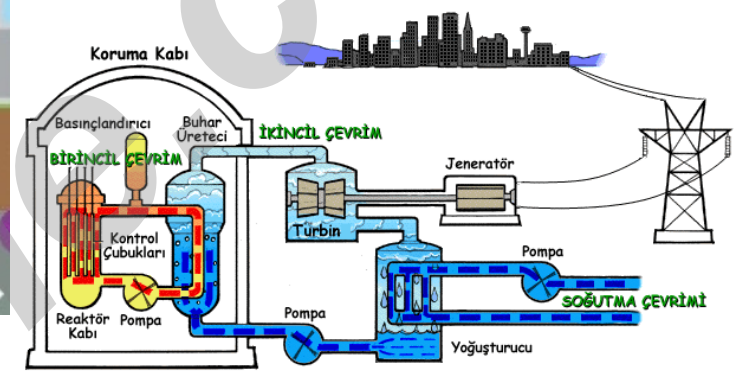 Koruma Kabı
Basınçlandırıcı
Buhar
Üreteci
İKİNCİL ÇEVRİM
BİRİNCİL ÇEVRİM
Jeneratör
Türbin
Kontrol
Çubukları
Pompa
SOĞUTMA ÇEVRİMİ
Reaktör
Kabı
Pompa
Pompa
Yoğuşturucu